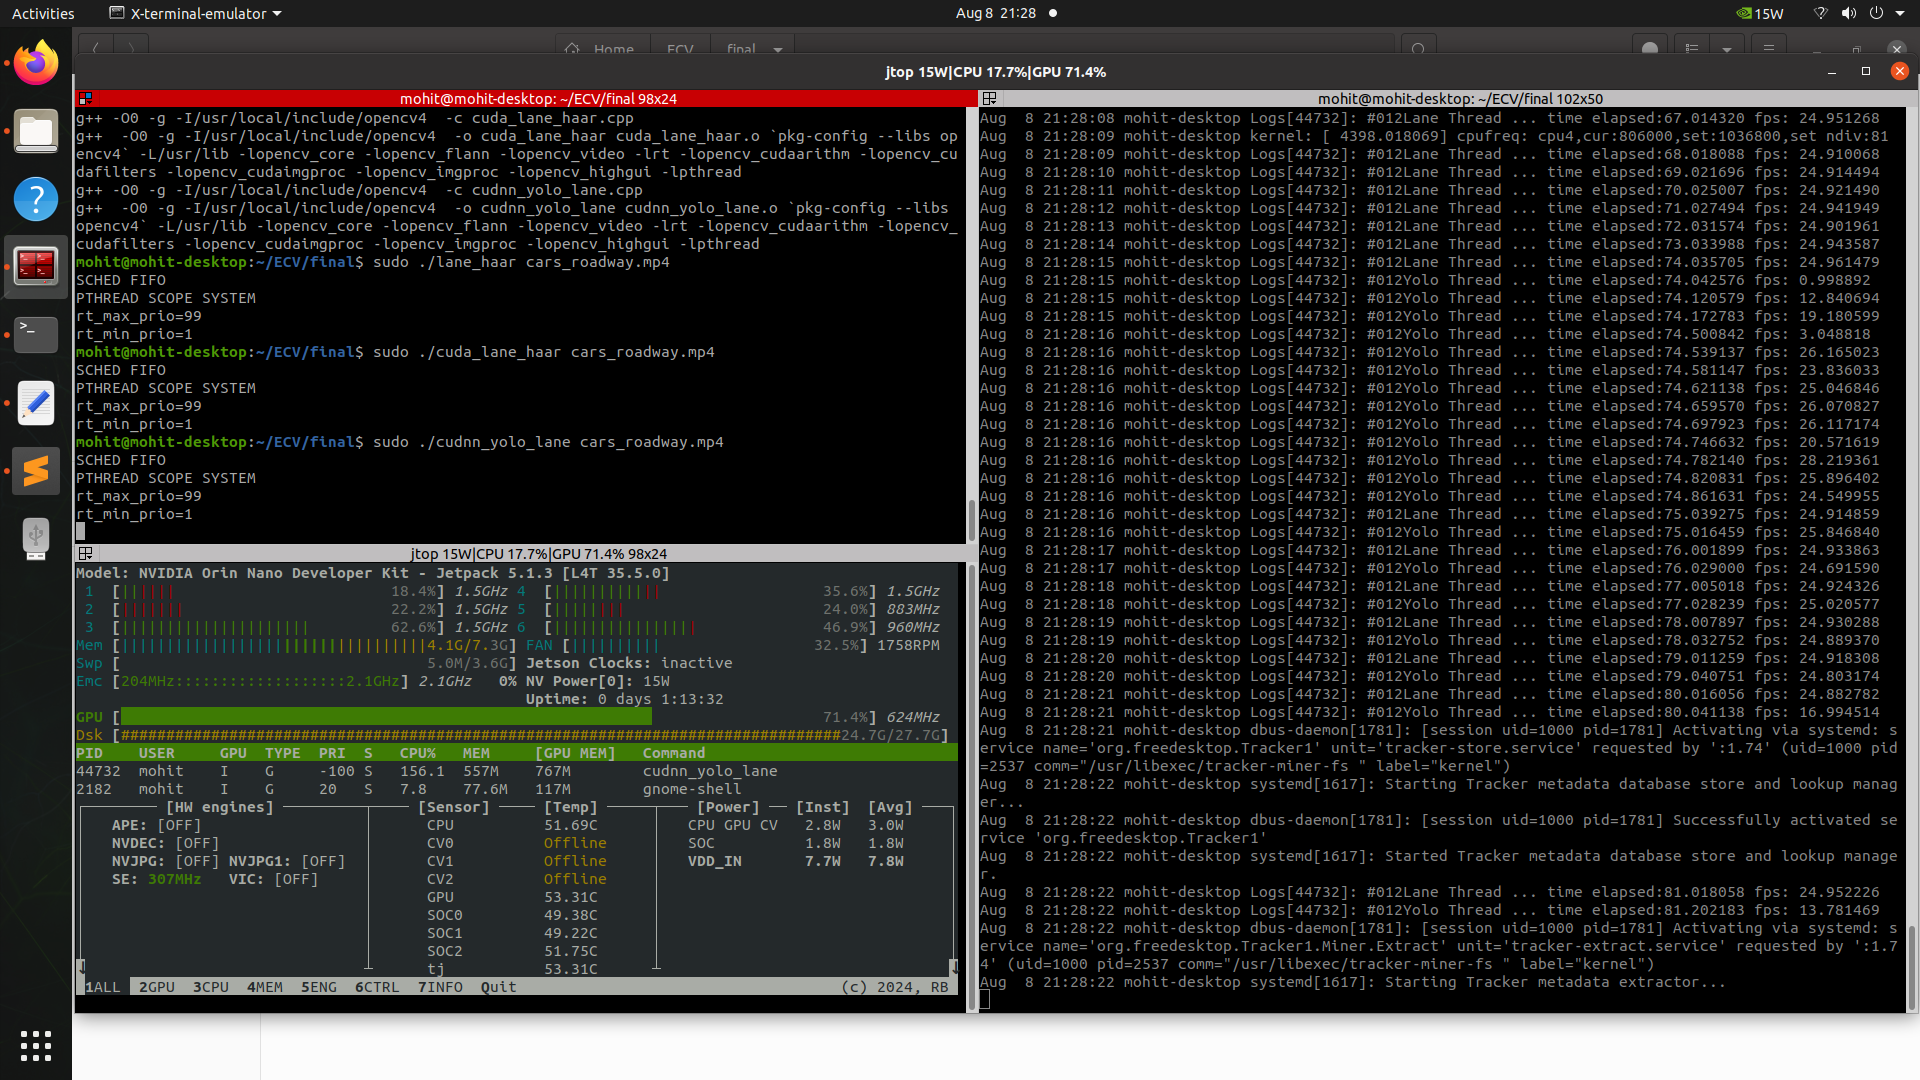 Activities
X-terminal-emulator
Aug 8 21:28
15W
Home
ECV
final
jtop 15W|CPU 17.7%|GPU 71.4%
mohit@mohit-desktop: ~/ECV/final 98x24
g++ -O0 -g -I/usr/local/include/opencv4  -c cuda_lane_haar.cpp
g++  -O0 -g -I/usr/local/include/opencv4  -o cuda_lane_haar cuda_lane_haar.o `pkg-config --libs op
encv4` -L/usr/lib -lopencv_core -lopencv_flann -lopencv_video -lrt -lopencv_cudaarithm -lopencv_cu
dafilters -lopencv_cudaimgproc -lopencv_imgproc -lopencv_highgui -lpthread
g++ -O0 -g -I/usr/local/include/opencv4  -c cudnn_yolo_lane.cpp
g++  -O0 -g -I/usr/local/include/opencv4  -o cudnn_yolo_lane cudnn_yolo_lane.o `pkg-config --libs
opencv4` -L/usr/lib -lopencv_core -lopencv_flann -lopencv_video -lrt -lopencv_cudaarithm -lopencv_
cudafilters -lopencv_cudaimgproc -lopencv_imgproc -lopencv_highgui -lpthread
mohit@mohit-desktop:~/ECV/final$ sudo ./lane_haar cars_roadway.mp4
SCHED FIFO
PTHREAD SCOPE SYSTEM
rt_max_prio=99
rt_min_prio=1
mohit@mohit-desktop:~/ECV/final$ sudo ./cuda_lane_haar cars_roadway.mp4
SCHED FIFO
PTHREAD SCOPE SYSTEM
rt_max_prio=99
rt_min_prio=1
mohit@mohit-desktop:~/ECV/final$ sudo ./cudnn_yolo_lane cars_roadway.mp4
SCHED FIFO
PTHREAD SCOPE SYSTEM
rt_max_prio=99
rt_min_prio=1
jtop 15W|CPU 17.7%|GPU 71.4% 98x24
Model: NVIDIA Orin Nano Developer Kit - Jetpack 5.1.3 [L4T 35.5.0]
1 [|||||| 18.4%] 1.5GHz 4 [|||||||||||| 35.6%] 1.5GHz
2 [||||||| 22.2%] 1.5GHz 5 [|||||||| 24.0%] 883MHz
3 [||||||||||||||||||||| 62.6%] 1.5GHz 6 [|||||||||||||||| 46.9%] 960MHz
Mem [||||||||||||||||||||||||||||||||||4.1G/7.3G] FAN [|||||||||| 32.5%] 1758RPM
Swp [ 5.0M/3.6G] Jetson Clocks: inactive
Emc [204MHz:::::::::::::::::::2.1GHz] 2.1GHz 0% NV Power[0]: 15W
Uptime: 0 days 1:13:32
GPU [ 71.4%] 624MHz
Dsk [################################################################################24.7G/27.7G]
PID USER GPU TYPE PRI S CPU% MEM [GPU MEM] Command
44732 mohit I G -100 S 156.1 557M 767M cudnn_yolo_lane
2182 mohit I G 20 S 7.8 77.6M 117M gnome-shell
[HW engines] [Sensor] [Temp] [Power] [Inst] [Avg]
APE: [OFF] CPU 51.69C CPU GPU CV 2.8W 3.0W
NVDEC: [OFF] CV0 Offline SOC 1.8W 1.8W
NVJPG: [OFF] NVJPG1: [OFF] CV1 Offline VDD_IN 7.7W 7.8W
SE: 307MHz VIC: [OFF] CV2 Offline
GPU 53.31C
SOC0 49.38C
SOC1 49.22C
SOC2 51.75C
tj 53.31C
1ALL 2GPU 3CPU 4MEM 5ENG 6CTRL 7INFO Quit (c) 2024, RB
mohit@mohit-desktop: ~/ECV/final 102x50
Aug  8 21:28:08 mohit-desktop Logs[44732]: #012Lane Thread ... time elapsed:67.014320 fps: 24.951268
Aug  8 21:28:09 mohit-desktop kernel: [ 4398.018069] cpufreq: cpu4,cur:806000,set:1036800,set ndiv:81
Aug  8 21:28:09 mohit-desktop Logs[44732]: #012Lane Thread ... time elapsed:68.018088 fps: 24.910068
Aug  8 21:28:10 mohit-desktop Logs[44732]: #012Lane Thread ... time elapsed:69.021696 fps: 24.914494
Aug  8 21:28:11 mohit-desktop Logs[44732]: #012Lane Thread ... time elapsed:70.025007 fps: 24.921490
Aug  8 21:28:12 mohit-desktop Logs[44732]: #012Lane Thread ... time elapsed:71.027494 fps: 24.941949
Aug  8 21:28:13 mohit-desktop Logs[44732]: #012Lane Thread ... time elapsed:72.031574 fps: 24.901961
Aug  8 21:28:14 mohit-desktop Logs[44732]: #012Lane Thread ... time elapsed:73.033988 fps: 24.943587
Aug  8 21:28:15 mohit-desktop Logs[44732]: #012Lane Thread ... time elapsed:74.035705 fps: 24.961479
Aug  8 21:28:15 mohit-desktop Logs[44732]: #012Yolo Thread ... time elapsed:74.042576 fps: 0.998892
Aug  8 21:28:15 mohit-desktop Logs[44732]: #012Yolo Thread ... time elapsed:74.120579 fps: 12.840694
Aug  8 21:28:15 mohit-desktop Logs[44732]: #012Yolo Thread ... time elapsed:74.172783 fps: 19.180599
Aug  8 21:28:16 mohit-desktop Logs[44732]: #012Yolo Thread ... time elapsed:74.500842 fps: 3.048818
Aug  8 21:28:16 mohit-desktop Logs[44732]: #012Yolo Thread ... time elapsed:74.539137 fps: 26.165023
Aug  8 21:28:16 mohit-desktop Logs[44732]: #012Yolo Thread ... time elapsed:74.581147 fps: 23.836033
Aug  8 21:28:16 mohit-desktop Logs[44732]: #012Yolo Thread ... time elapsed:74.621138 fps: 25.046846
Aug  8 21:28:16 mohit-desktop Logs[44732]: #012Yolo Thread ... time elapsed:74.659570 fps: 26.070827
Aug  8 21:28:16 mohit-desktop Logs[44732]: #012Yolo Thread ... time elapsed:74.697923 fps: 26.117174
Aug  8 21:28:16 mohit-desktop Logs[44732]: #012Yolo Thread ... time elapsed:74.746632 fps: 20.571619
Aug  8 21:28:16 mohit-desktop Logs[44732]: #012Yolo Thread ... time elapsed:74.782140 fps: 28.219361
Aug  8 21:28:16 mohit-desktop Logs[44732]: #012Yolo Thread ... time elapsed:74.820831 fps: 25.896402
Aug  8 21:28:16 mohit-desktop Logs[44732]: #012Yolo Thread ... time elapsed:74.861631 fps: 24.549955
Aug  8 21:28:16 mohit-desktop Logs[44732]: #012Lane Thread ... time elapsed:75.039275 fps: 24.914859
Aug  8 21:28:16 mohit-desktop Logs[44732]: #012Yolo Thread ... time elapsed:75.016459 fps: 25.846840
Aug  8 21:28:17 mohit-desktop Logs[44732]: #012Lane Thread ... time elapsed:76.001899 fps: 24.933863
Aug  8 21:28:17 mohit-desktop Logs[44732]: #012Yolo Thread ... time elapsed:76.029000 fps: 24.691590
Aug  8 21:28:18 mohit-desktop Logs[44732]: #012Lane Thread ... time elapsed:77.005018 fps: 24.924326
Aug  8 21:28:18 mohit-desktop Logs[44732]: #012Yolo Thread ... time elapsed:77.028239 fps: 25.020577
Aug  8 21:28:19 mohit-desktop Logs[44732]: #012Lane Thread ... time elapsed:78.007897 fps: 24.930288
Aug  8 21:28:19 mohit-desktop Logs[44732]: #012Yolo Thread ... time elapsed:78.032752 fps: 24.889370
Aug  8 21:28:20 mohit-desktop Logs[44732]: #012Lane Thread ... time elapsed:79.011259 fps: 24.918308
Aug  8 21:28:20 mohit-desktop Logs[44732]: #012Yolo Thread ... time elapsed:79.040751 fps: 24.803174
Aug  8 21:28:21 mohit-desktop Logs[44732]: #012Lane Thread ... time elapsed:80.016056 fps: 24.882782
Aug  8 21:28:21 mohit-desktop Logs[44732]: #012Yolo Thread ... time elapsed:80.041138 fps: 16.994514
Aug  8 21:28:21 mohit-desktop dbus-daemon[1781]: [session uid=1000 pid=1781] Activating via systemd: s
ervice name='org.freedesktop.Tracker1' unit='tracker-store.service' requested by ':1.74' (uid=1000 pid
=2537 comm="/usr/libexec/tracker-miner-fs " label="kernel")
Aug  8 21:28:22 mohit-desktop systemd[1617]: Starting Tracker metadata database store and lookup manag
er...
Aug  8 21:28:22 mohit-desktop dbus-daemon[1781]: [session uid=1000 pid=1781] Successfully activated se
rvice 'org.freedesktop.Tracker1'
Aug  8 21:28:22 mohit-desktop systemd[1617]: Started Tracker metadata database store and lookup manage
r.
Aug  8 21:28:22 mohit-desktop Logs[44732]: #012Lane Thread ... time elapsed:81.018058 fps: 24.952226
Aug  8 21:28:22 mohit-desktop Logs[44732]: #012Yolo Thread ... time elapsed:81.202183 fps: 13.781469
Aug  8 21:28:22 mohit-desktop dbus-daemon[1781]: [session uid=1000 pid=1781] Activating via systemd: s
ervice name='org.freedesktop.Tracker1.Miner.Extract' unit='tracker-extract.service' requested by ':1.7
4' (uid=1000 pid=2537 comm="/usr/libexec/tracker-miner-fs " label="kernel")
Aug  8 21:28:22 mohit-desktop systemd[1617]: Starting Tracker metadata extractor...